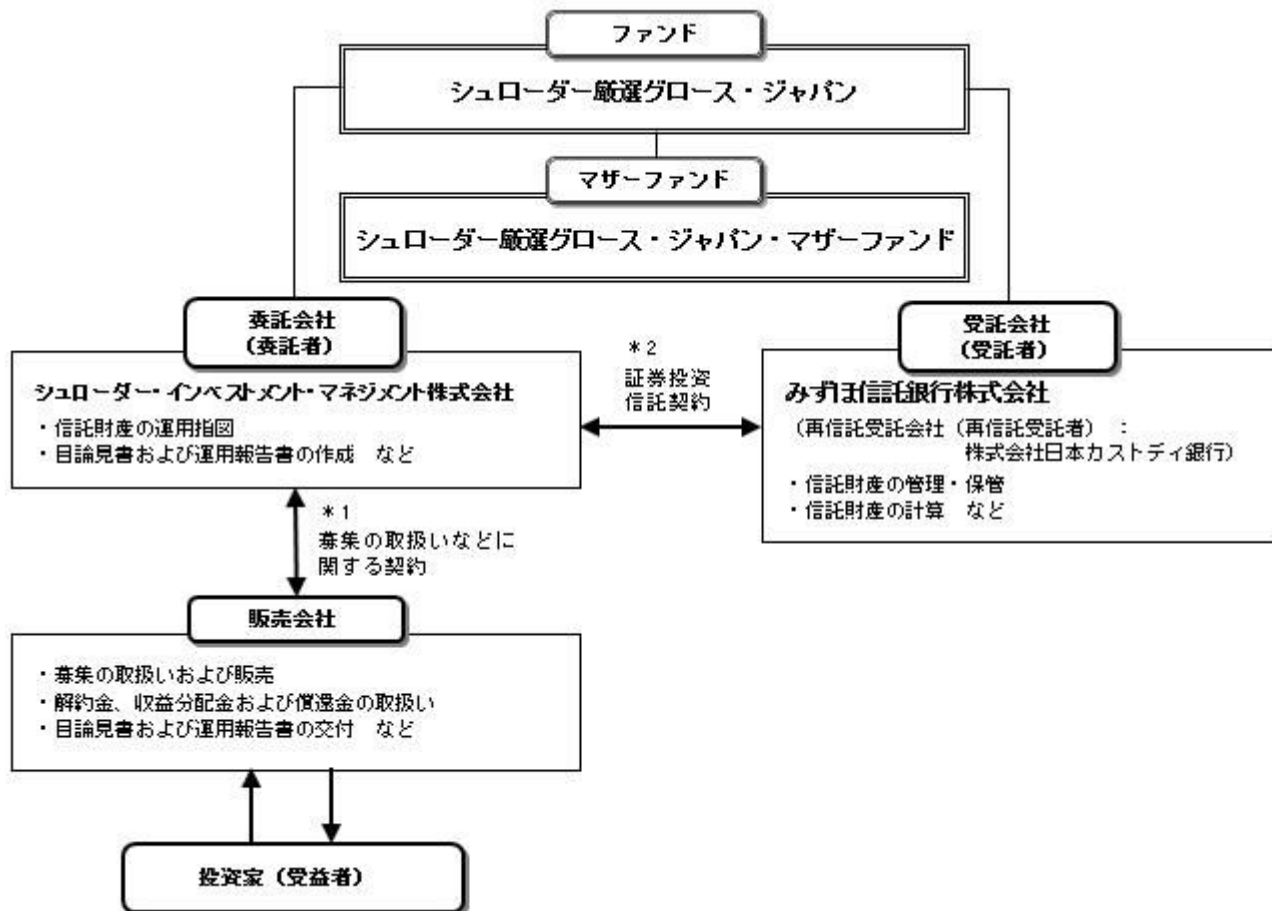 ファンド
シュローダー厳選グロース・ジャパン
マザーファンド
シュローダー厳選グロース・ジャパン・マザーファンド
委託会社
（委託者）
シュローダー・インベストメント・マネジメント株式会社
・信託財産の運用指図
・目論見書および運用報告書の作成　など
＊2
証券投資
信託契約
受託会社
（受託者）
みずほ信託銀行株式会社
（再信託受託会社（再信託受託者）　：
株式会社日本カストディ銀行）
・信託財産の管理・保管
・信託財産の計算　など
＊1
募集の取扱いなどに
関する契約
販売会社
・募集の取扱いおよび販売
・解約金、収益分配金および償還金の取扱い
・目論見書および運用報告書の交付　など
投資家（受益者）